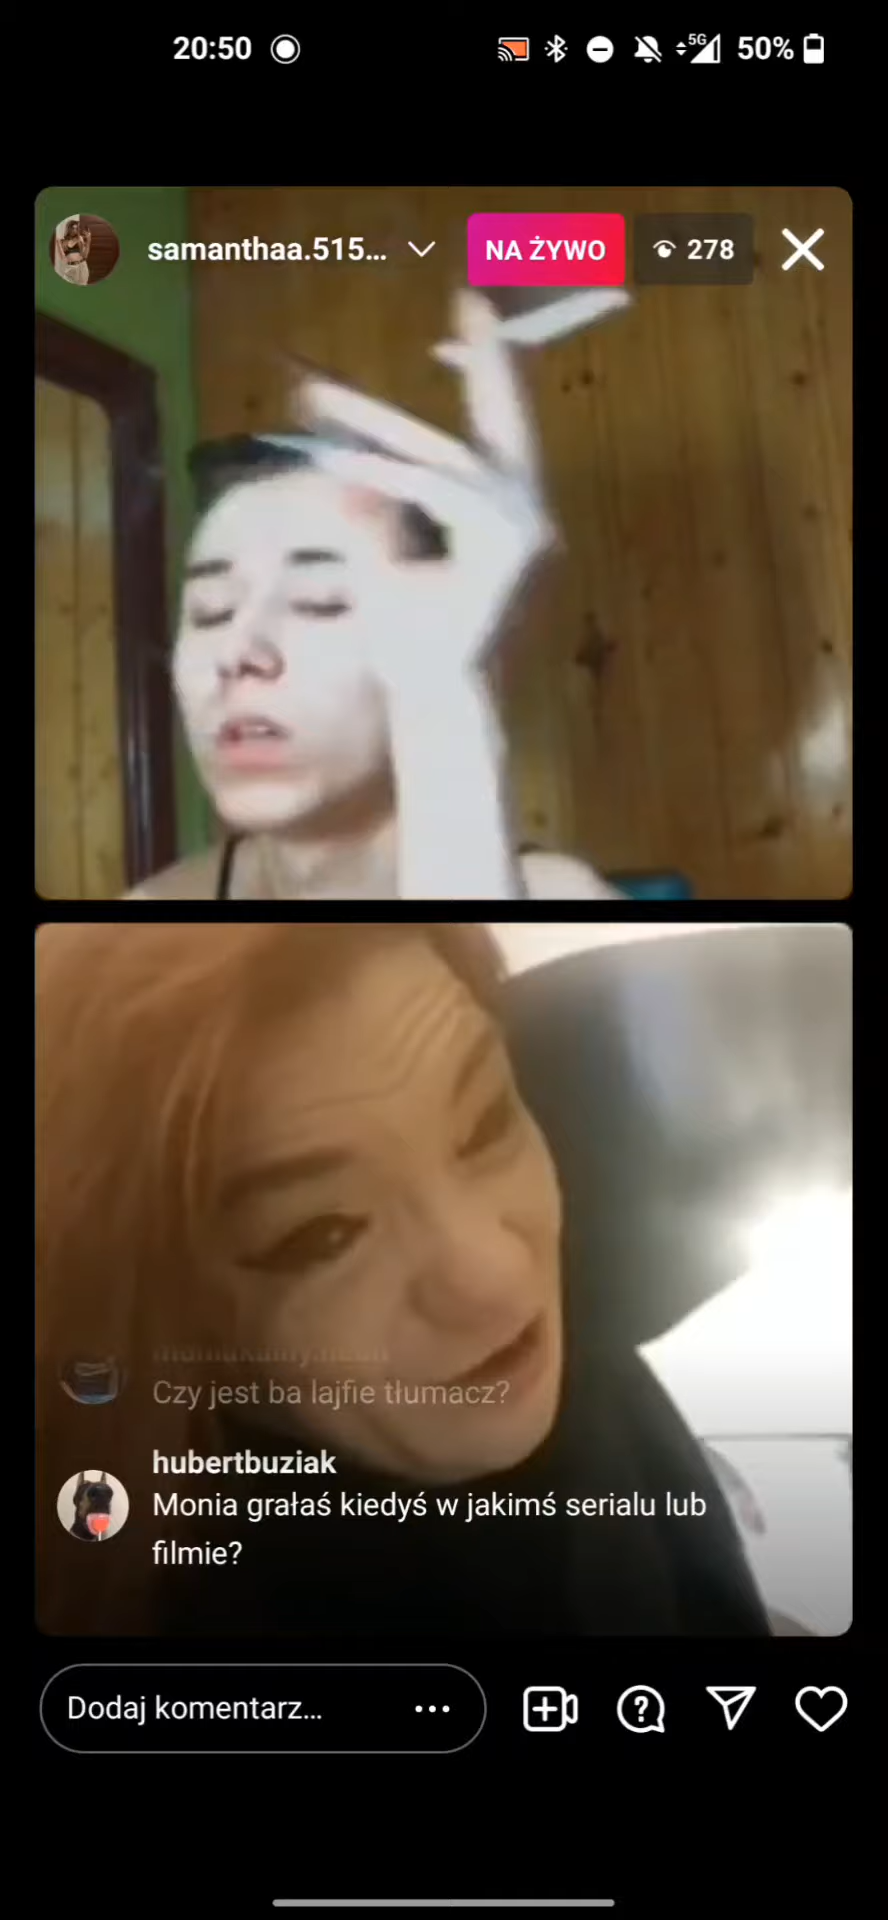 20:50
5G
50%
samanthaa.515...
NA ŻYWO
278
Czy jest ba lajfie tłumacz?
hubertbuziak
Monia grałaś kiedyś w jakimś serialu lub
filmie?
Dodaj komentarz...